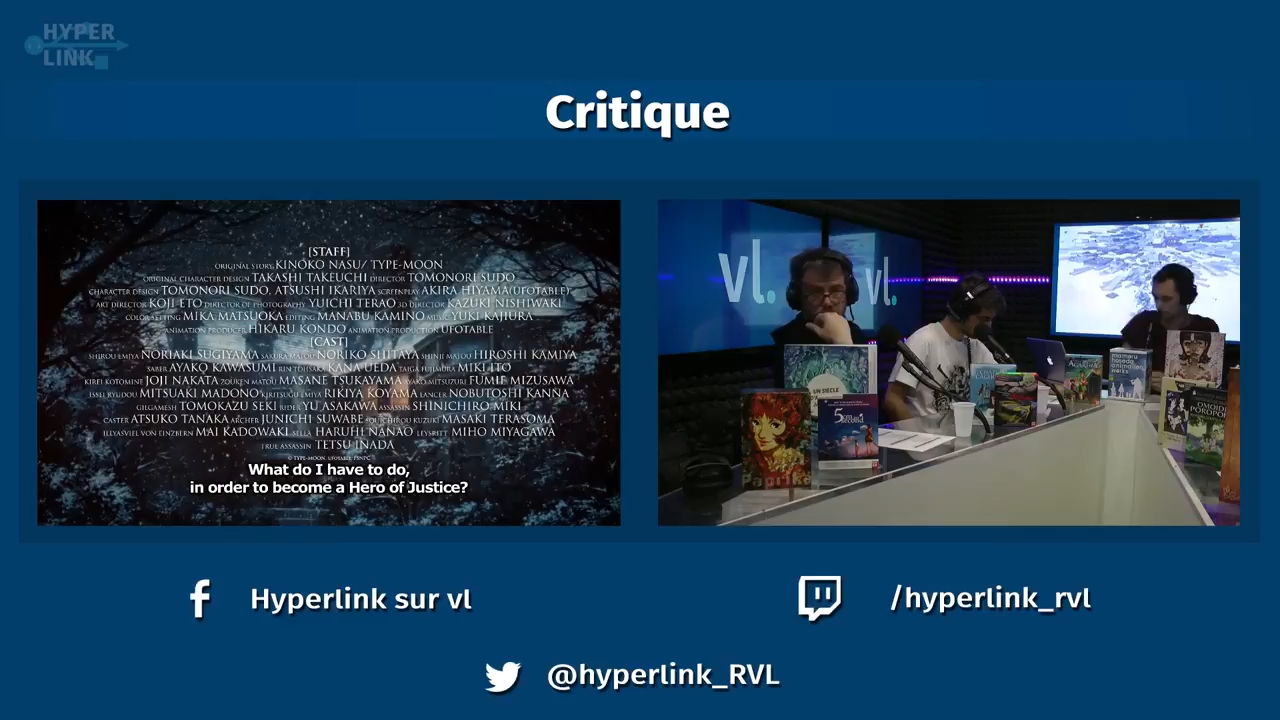 HYPER
LINK
Critique
[STAFF]
ORIGINAL STORY KINOKO NASU/ TYPE-MOON
ORIGINAL CHARACTER DESIGN TAKASHI TAKEUCHI DIRECTOR TOMONORI SUDO
CHARACTER DESIGN TOMONORI SUDO, ATSUSHI IKARIYA SCREENPLAY AKIRA HIYAMA(UFOTABLE)
ART DIRECTOR KOJI ETO DIRECTOR OF PHOTOGRAPHY YUICHI TERAO 3D DIRECTOR KAZUKI NISHIWAKI
COLOR SETTING MIKA MATSUOKA EDITING MANABU KAMINO MUSIC YUKI KAJIURA
ANIMATION PRODUCER HIKARU KONDO ANIMATION PRODUCTION UFOTABLE
[CAST]
SHIROU EMIYA NORIAKI SUGIYAMA SAKURA MATOU NORIKO SHITAYA SHINJI MATOU HIROSHI KAMIYA
SABER AYAKO KAWASUMI RIN TOHSAKA KANA UEDA TAIGA FUJIMURA MIKI ITO
KIREI KOTOMINE JOJI NAKATA ZOUKEN MATOU MASANE TSUKAYAMA AYAKO MITSUZURI FUMIE MIZUSAWA
ISSEI RYUDOU MITSUAKI MADONO KIRITSUGU EMIYA RIKIYA KOYAMA LANCER NOBUTOSHI KANNA
GILGAMESH TOMOKAZU SEKI RIDER YU ASAKAWA ASSASSIN SHINICHIRO MIKI
CASTER ATSUKO TANAKA ARCHER JUNICHI SUWABE SOUICHIROU KUZUKI MASAKI TERASOMA
ILLYASVIEL VON EINZBERN MAI KADOWAKI SELLA HARUHI NANAO LEYSRITT MIHO MIYAGAWA
TRUE ASSASSIN TETSU INADA
What do I have to do,
in order to become a Hero of Justice?
vl.
vl.
UN SIÈCLE
Paprika
mamoru
hosoda
animation
works
Hyperlink sur vl
/hyperlink_rvl
@hyperlink_RVL